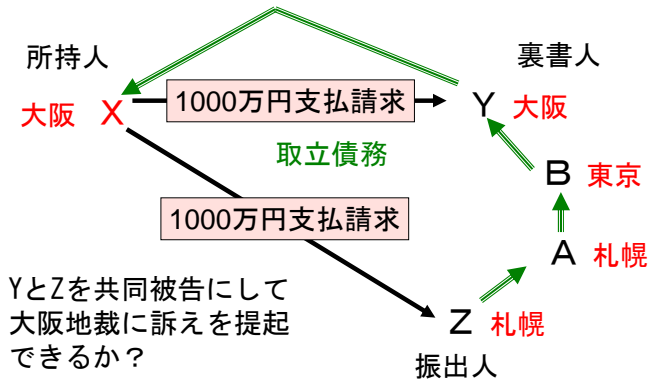 所持人
裏書人
大阪 X
1000万円支払請求
Y 大阪
取立債務
B 東京
1000万円支払請求
A 札幌
YとZを共同被告にして
大阪地裁に訴えを提起
できるか？
Z 札幌
振出人